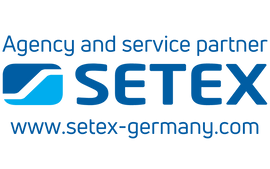 Agency and service partner
SETEX
www.setex-germany.com